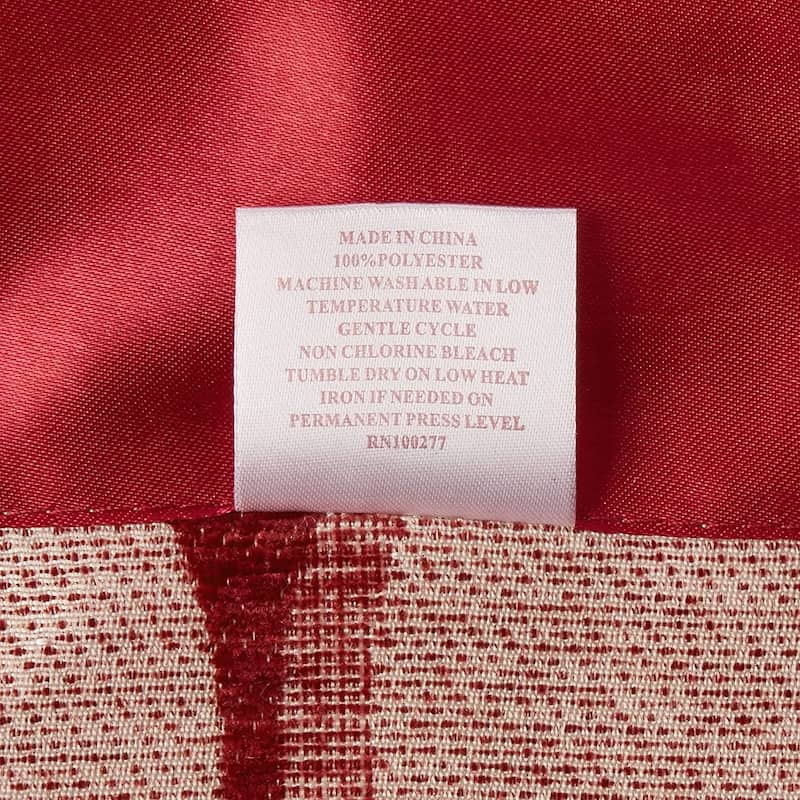 MADE IN CHINA
100%POLYESTER
MACHINE WASHABLE IN LOW
TEMPERATURE WATER
GENTLE CYCLE
NON CHLORINE BLEACH
TUMBLE DRY ON LOW HEAT
IRON IF NEEDED ON
PERMANENT PRESS LEVEL
RN100277